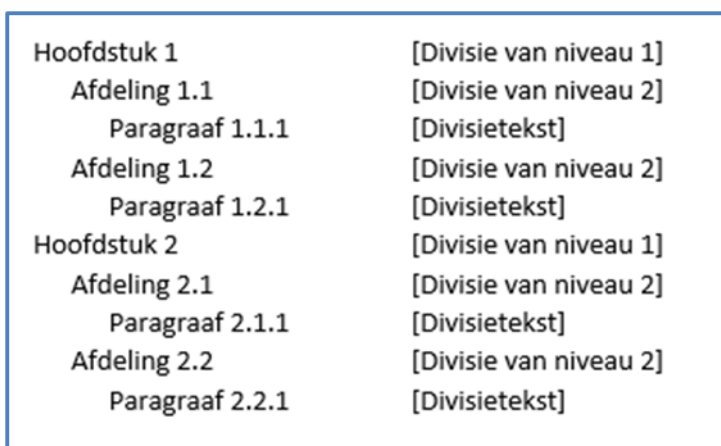 Hoofdstuk 1 [Divisie van niveau 1]
Afdeling 1.1 [Divisie van niveau 2]
Paragraaf 1.1.1 [Divisietekst]
Afdeling 1.2 [Divisie van niveau 2]
Paragraaf 1.2.1 [Divisietekst]
Hoofdstuk 2 [Divisie van niveau 1]
Afdeling 2.1 [Divisie van niveau 2]
Paragraaf 2.1.1 [Divisietekst]
Afdeling 2.2 [Divisie van niveau 2]
Paragraaf 2.2.1 [Divisietekst]